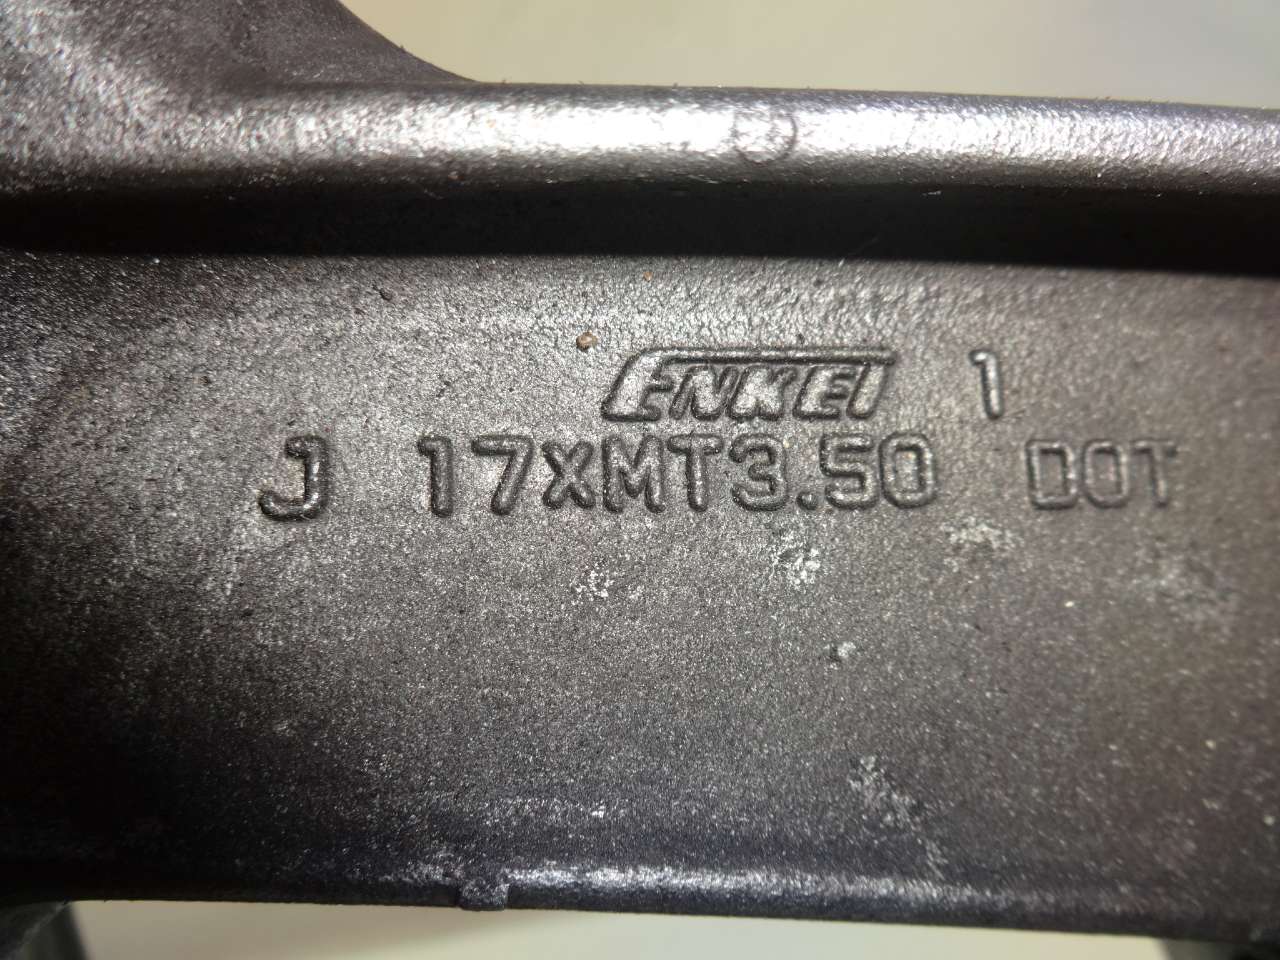 ENKEI 1
J 17xMT3.50 DOT